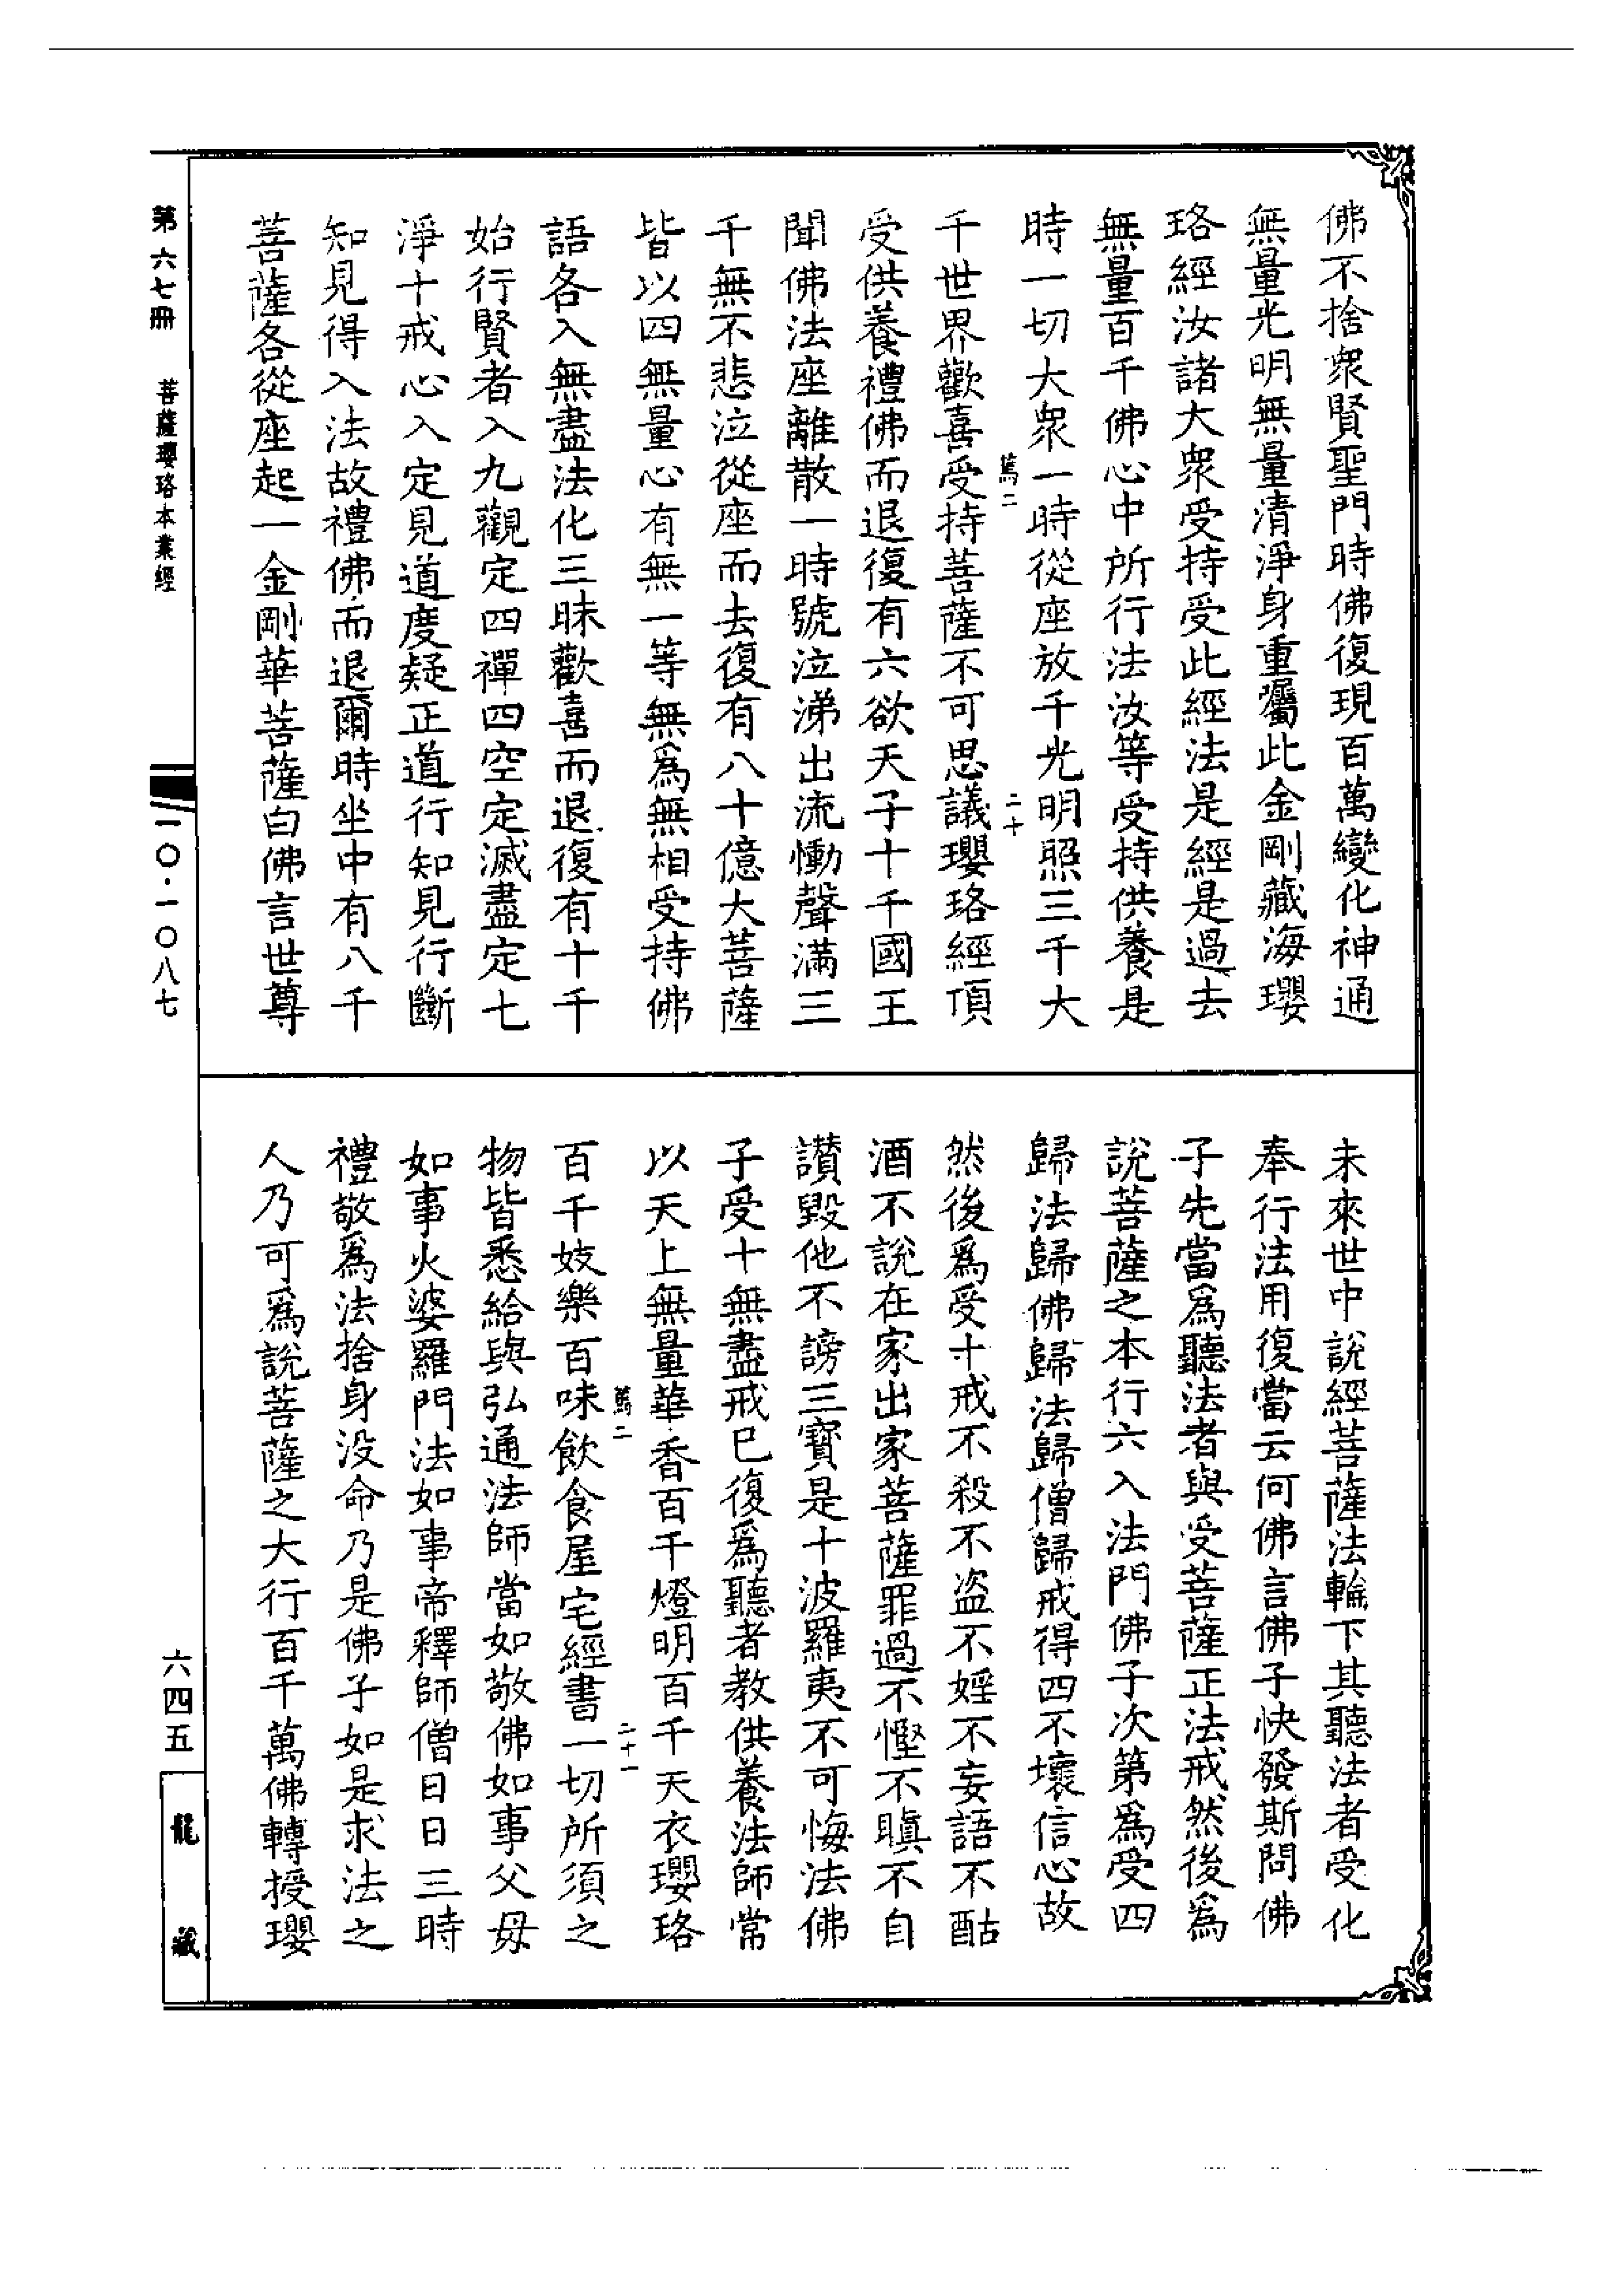 佛不捨衆賢聖門時佛復現百萬變化神通
無量光明無量清淨身重囑此金剛藏海瓔
珞經汝諸大衆受持受此經法是經是過去
無量百千佛心中所行法汝等受持供養是
時一切大衆一時從座放千光明照三千大
千世界歡喜受持菩薩不可思議瓔珞經頂
受供養禮佛而退復有六欲天子十千國王
聞佛法座離散一時號泣涕出流慟聲滿三
千無不悲泣從座而去復有八十億大菩薩
皆以四無量心有無一等無爲無相受持佛
語各入無盡法化三昧歡喜而退復有十千
始行賢者入九觀定四禪四空定滅盡定七
淨十戒心入定見道度疑正道行知見行斷
知見得入法故禮佛而退爾時坐中有八千
菩薩各從座起一金剛華菩薩白佛言世尊
未來世中說經菩薩法輪下其聽法者受化
奉行法用復當云何佛言佛子快發斯問佛
子先當爲聽法者與受菩薩正法戒然後爲
說菩薩之本行六入法門佛子次第爲受四
歸法歸佛歸法歸僧歸戒得四不壞信心故
然後爲受十戒不殺不盜不婬不妄語不酤
酒不說在家出家菩薩罪過不慳不瞋不自
讚毀他不謗三寶是十波羅夷不可悔法佛
子受十無盡戒已復爲聽者教供養法師常
以天上無量華香百千燈明百千天衣瓔珞
百千妓樂百味飲食屋宅經書一切所須之
物皆悉給與弘通法師當如敬佛如事父母
如事火婆羅門法如事帝釋師僧日日三時
禮敬爲法捨身没命乃是佛子如是求法之
人乃可爲說菩薩之大行百千萬佛轉授瓔
篤二
二十
篤二
二十一
第六七冊
菩薩瓔珞本業經
一〇·一〇八七
六四五
龍藏